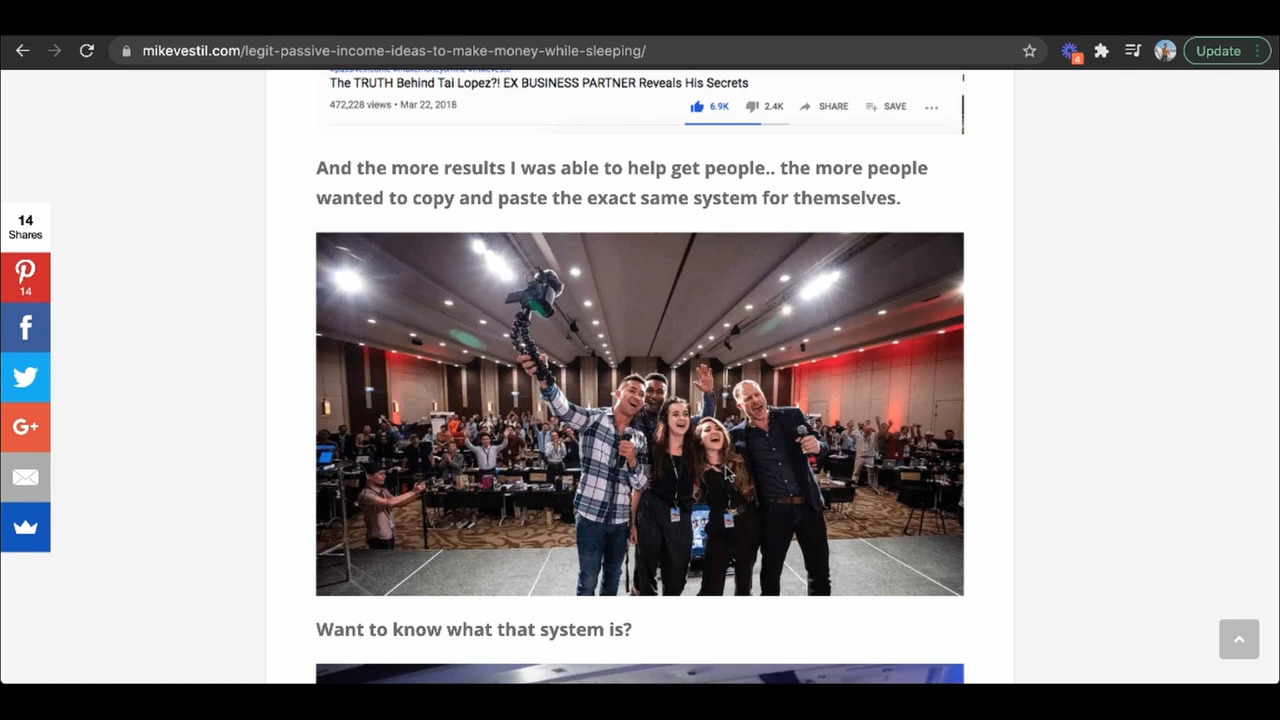 mikevestil.com/legit-passive-income-ideas-to-make-money-while-sleeping/
4
Update
The TRUTH Behind Tai Lopez?! EX BUSINESS PARTNER Reveals His Secrets
472,228 views • Mar 22, 2018
6.9K
2.4K
SHARE
SAVE
And the more results I was able to help get people.. the more people
wanted to copy and paste the exact same system for themselves.
14
Shares
14
G+
Want to know what that system is?